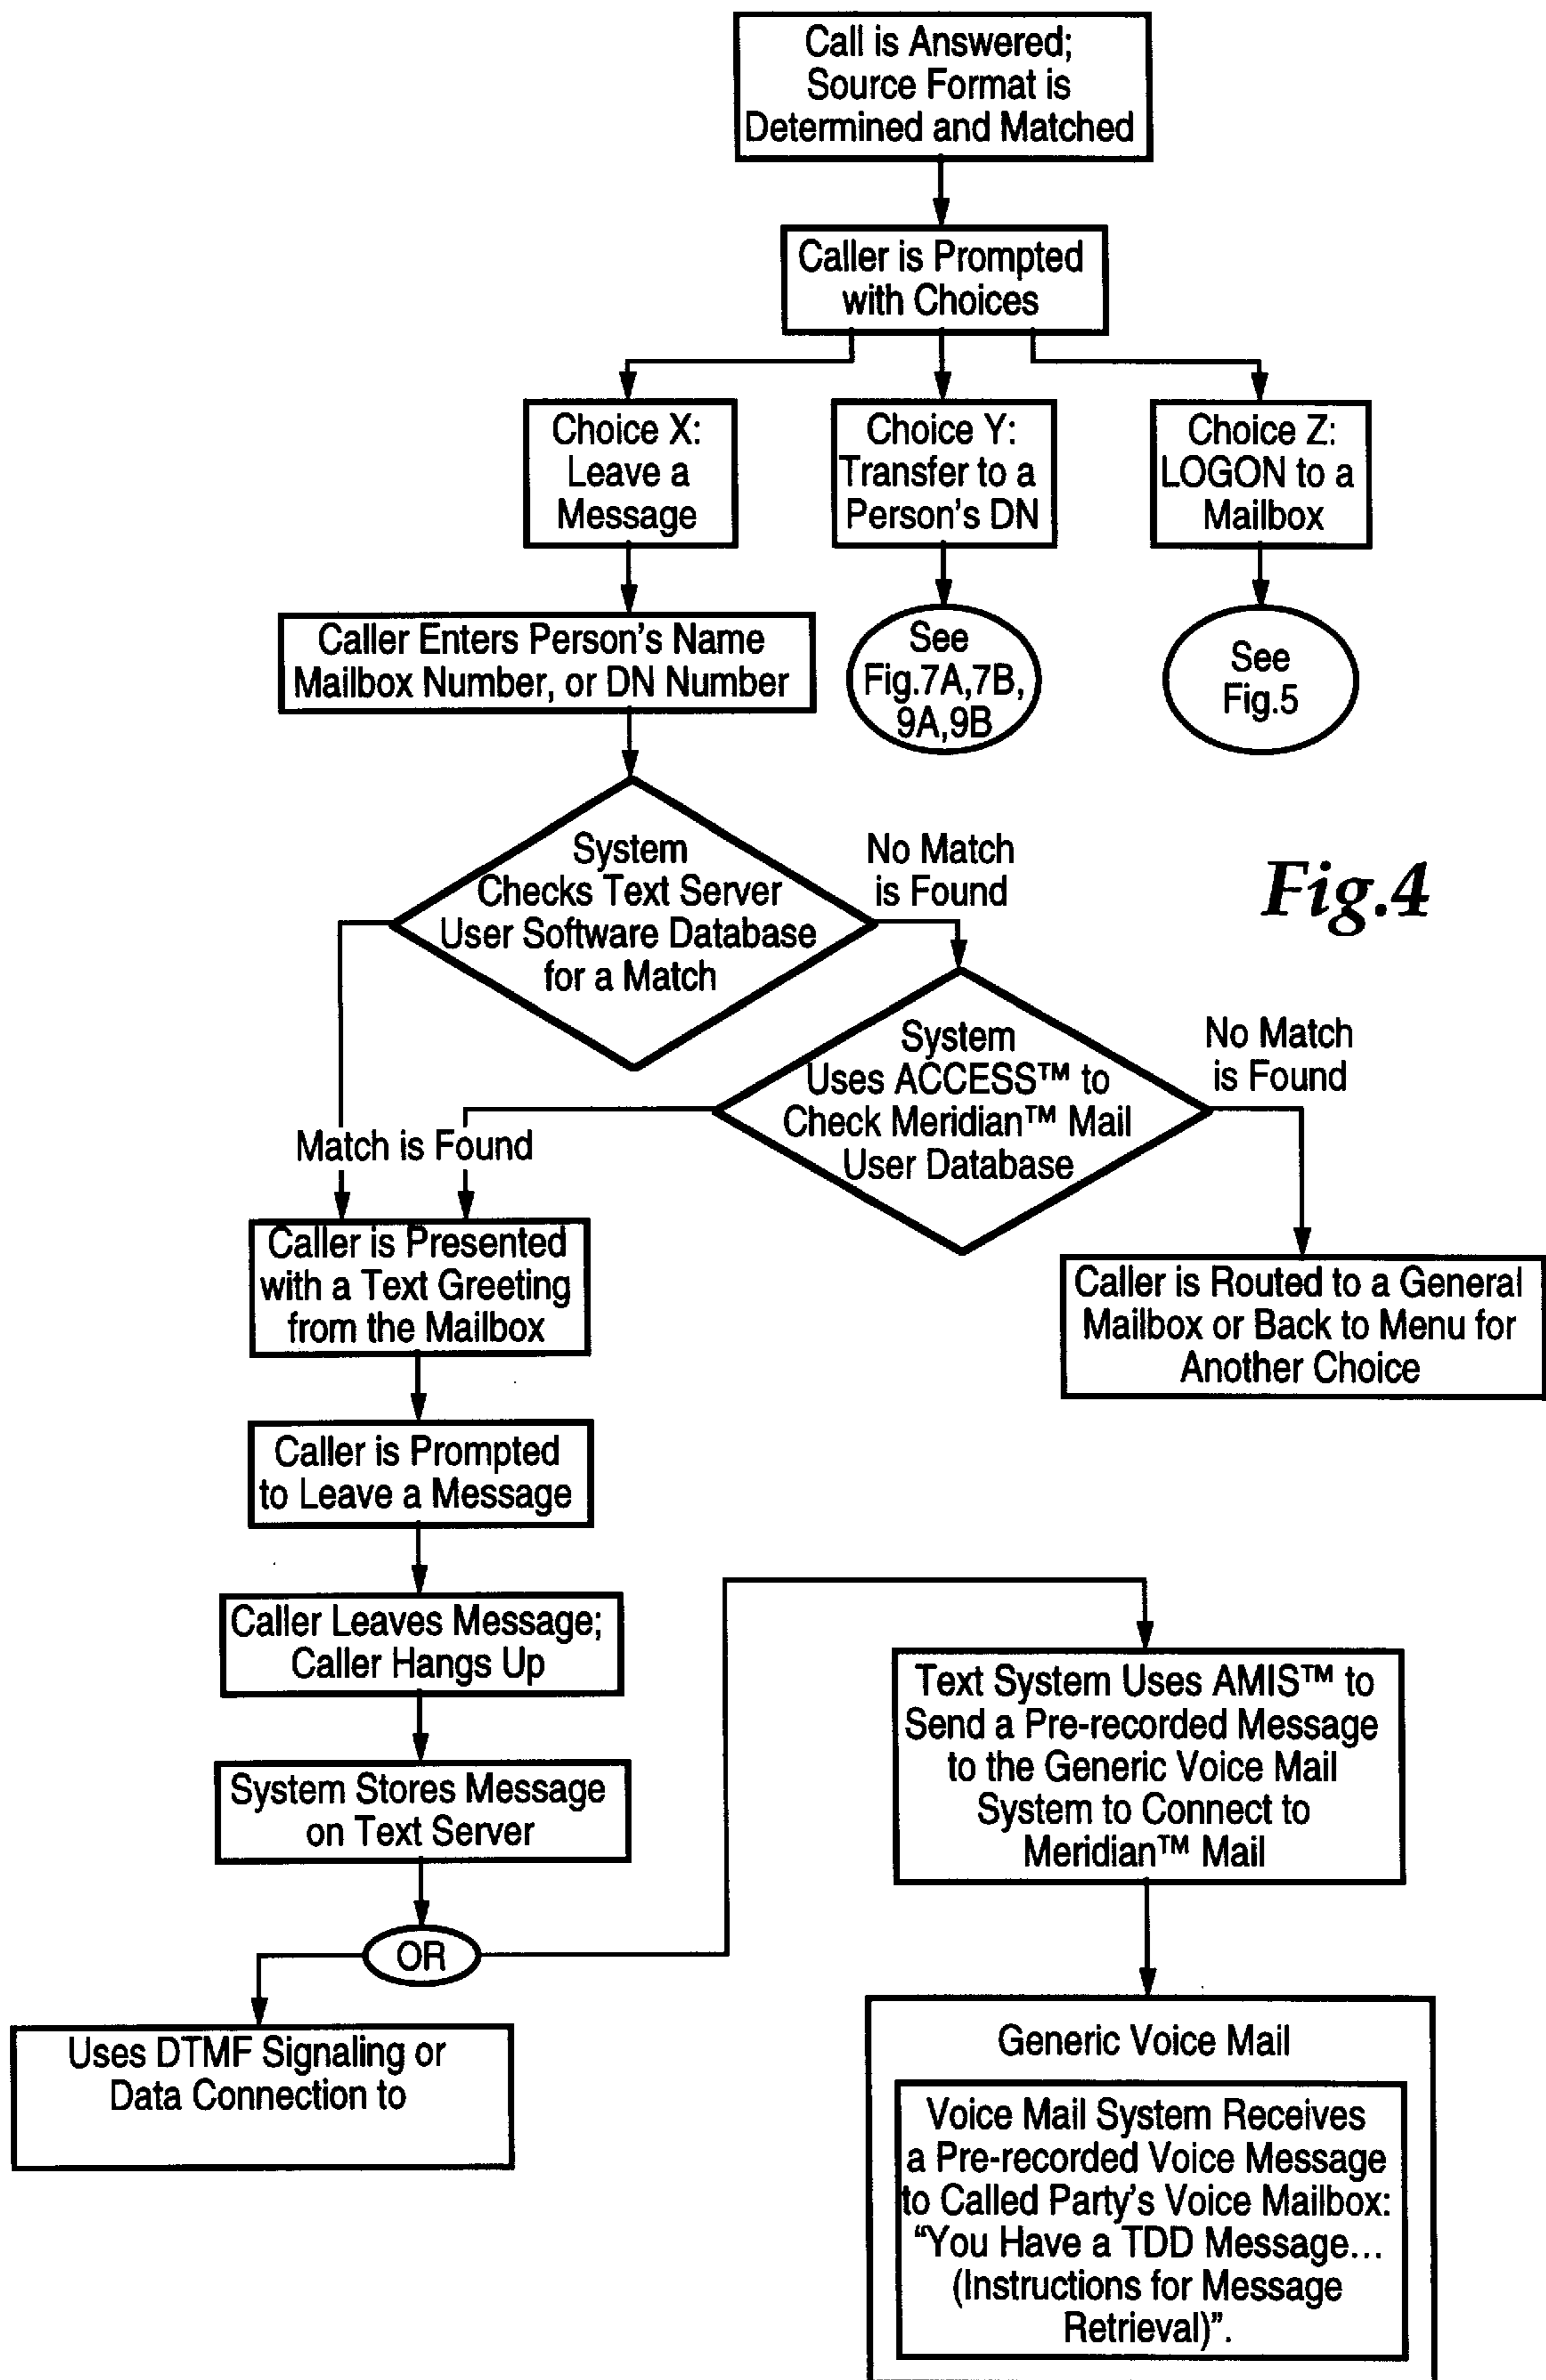 Call is Answered;
Source Format is
Determined and Matched
Caller is Prompted
with Choices
Choice X:
Leave a
Message
Choice Y:
Transfer to a
Person's DN
Choice Z:
LOGON to a
Mailbox
Caller Enters Person's Name
Mailbox Number, or DN Number
See
Fig.7A,7B,
9A,9B
See
Fig.5
System
Checks Text Server
User Software Database
for a Match
No Match
is Found
Fig.4
System
Uses ACCESS™ to
Check Meridian™ Mail
User Database
No Match
is Found
Match is Found
Caller is Presented
with a Text Greeting
from the Mailbox
Caller is Routed to a General
Mailbox or Back to Menu for
Another Choice
Caller is Prompted
to Leave a Message
Caller Leaves Message;
Caller Hangs Up
System Stores Message
on Text Server
OR
Uses DTMF Signaling or
Data Connection to
Text System Uses AMIS™ to
Send a Pre-recorded Message
to the Generic Voice Mail
System to Connect to
Meridian™ Mail
Generic Voice Mail
Voice Mail System Receives
a Pre-recorded Voice Message
to Called Party's Voice Mailbox:
“You Have a TDD Message...
(Instructions for Message
Retrieval)”.